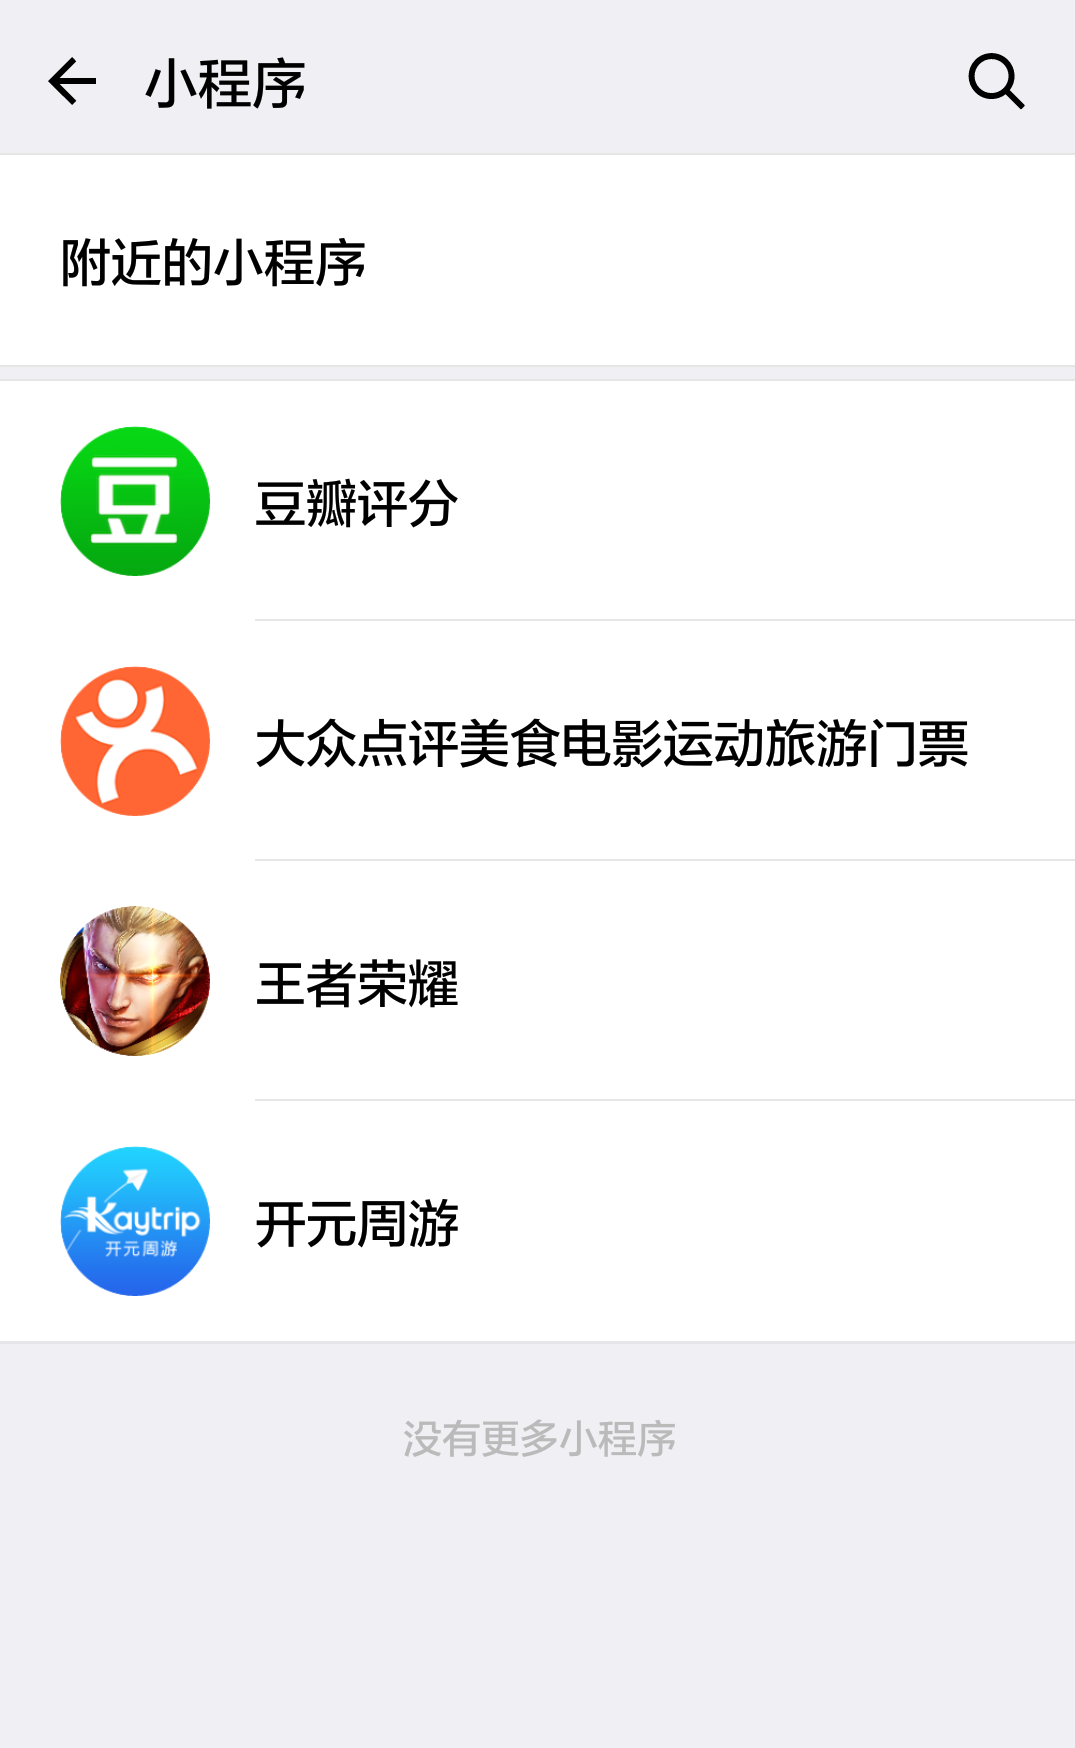 小程序
附近的小程序
豆
豆瓣评分
大众点评美食电影运动旅游门票
王者荣耀
Kaytrip
开元周游
开元周游
没有更多小程序